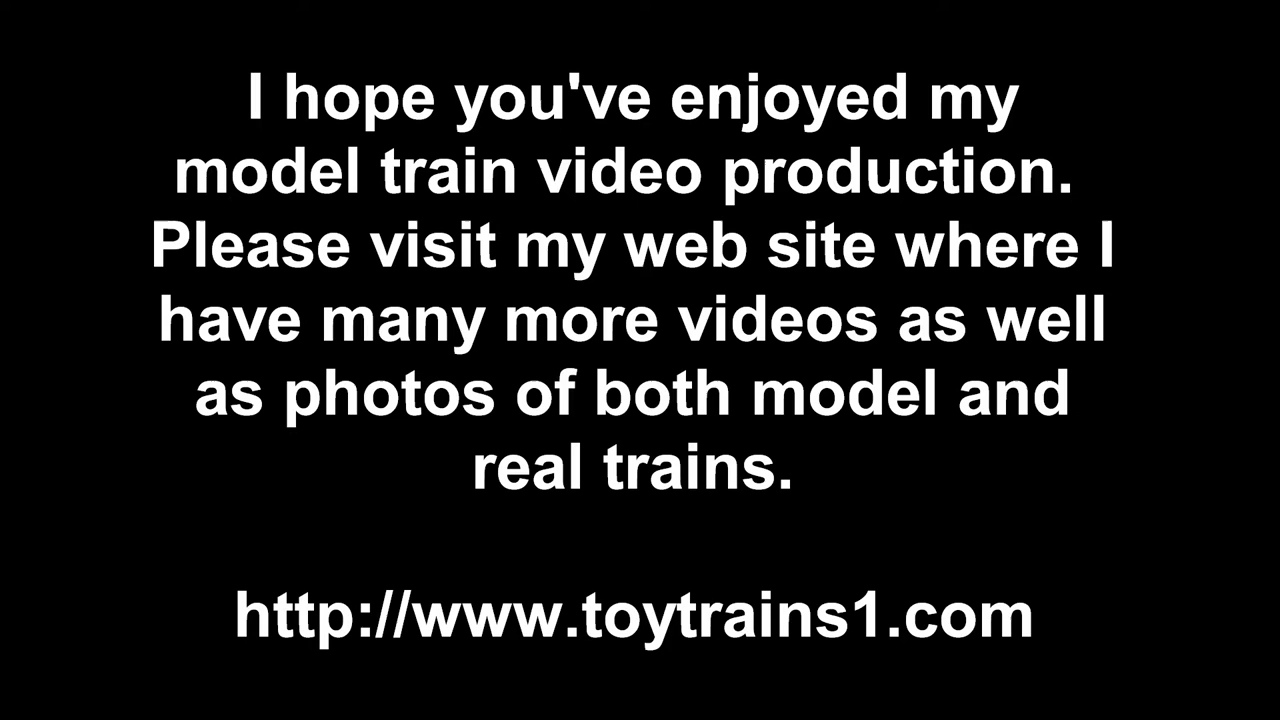 I hope you've enjoyed my
model train video production.
Please visit my web site where I
have many more videos as well
as photos of both model and
real trains.
http://www.toytrains1.com